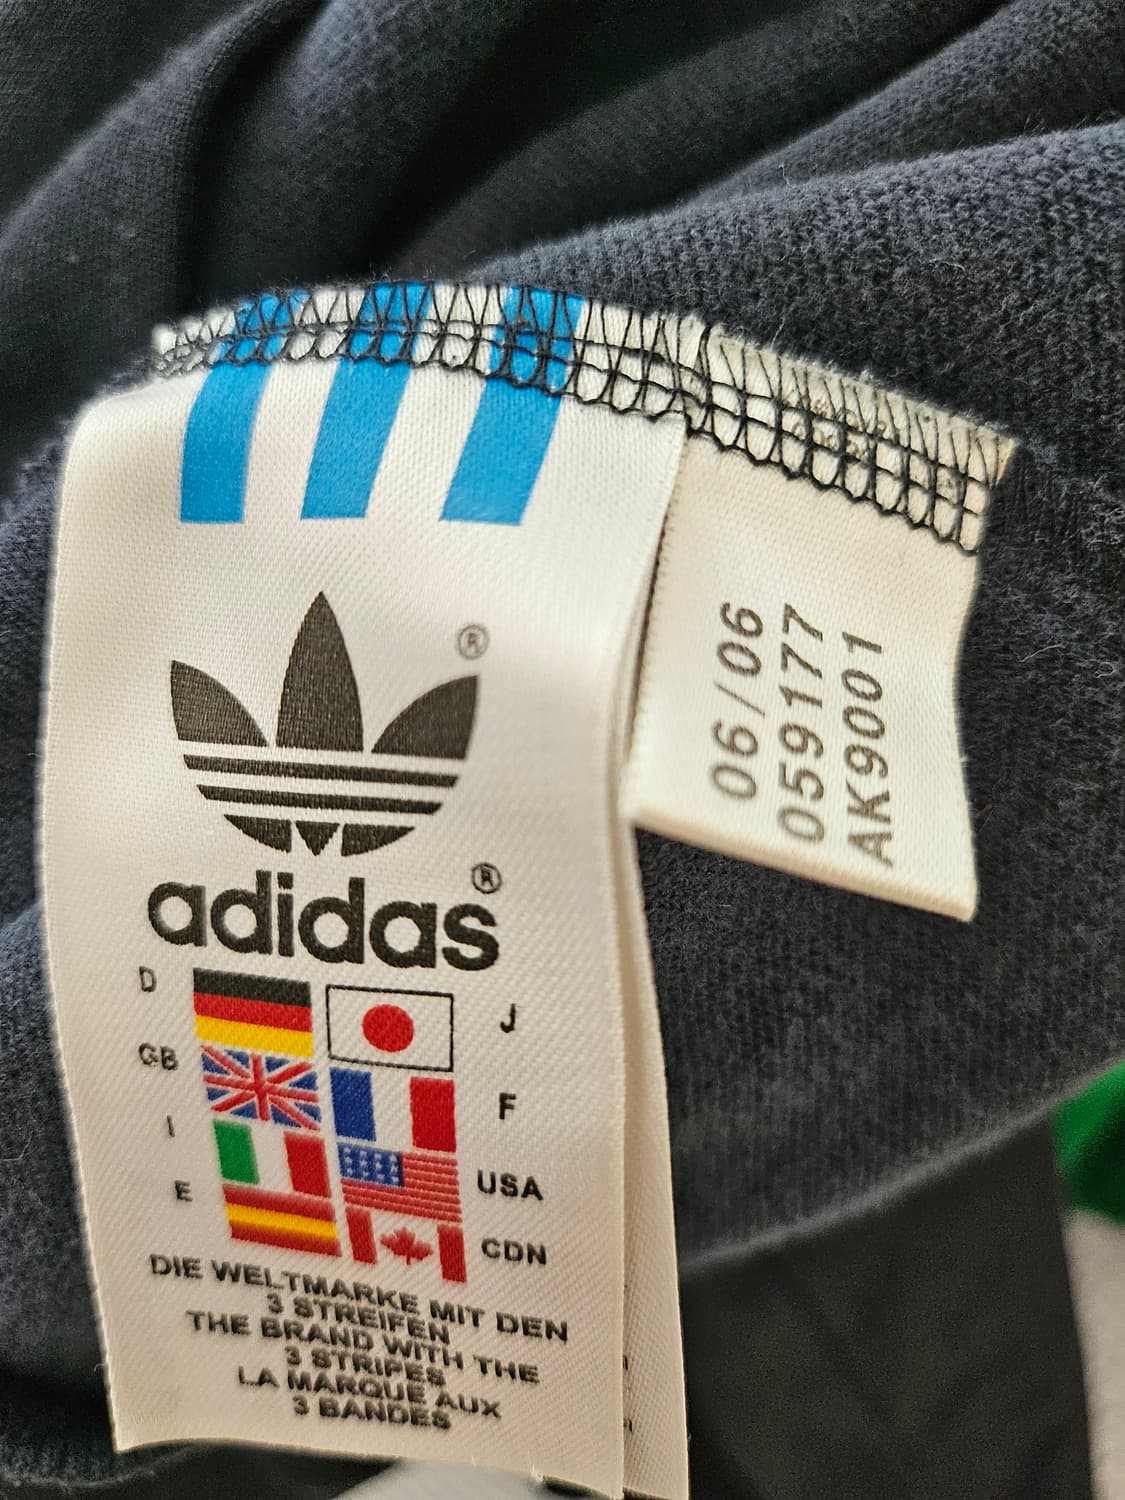 ®
adidas®
D
J
GB
F
I
USA
E
CDN
DIE WELTMARKE MIT DEN
3 STREIFEN
THE BRAND WITH THE
3 STRIPES
LA MARQUE AUX
3 BANDES
06/06
059177
AK9001